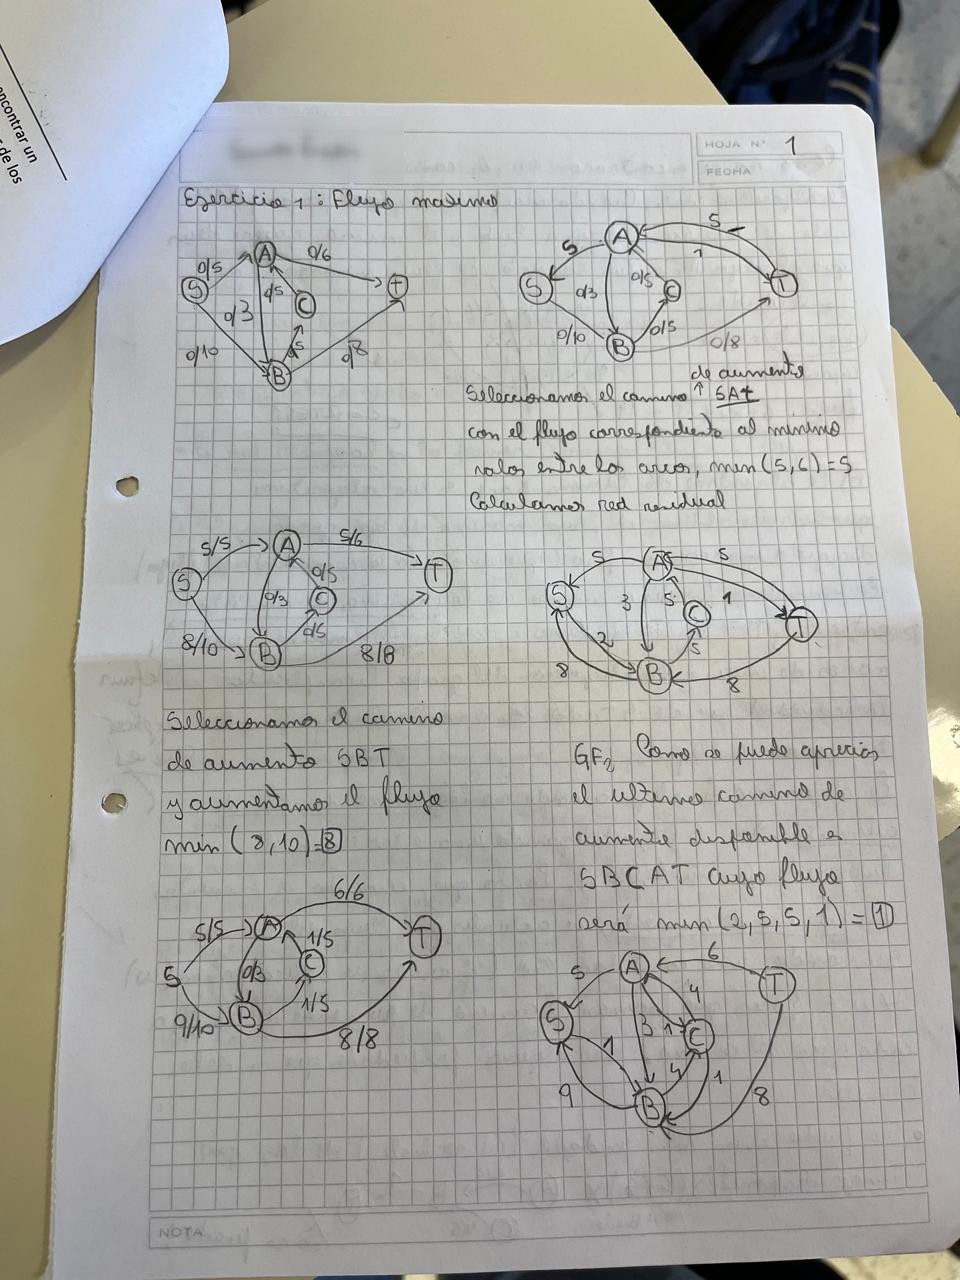 encontrar un
r de los
HOJA N° 1
FECHA
Ejercicio 1 : Flujo maximo
0/5
A
0/6
S
0/3
0/5
C
T
0/10
0/5
B
0/8
5
A
5
1
S
0/3
0/5
C
T
0/10
B
0/5
0/8
de aumento
Seleccionamos el camino ↑ SAt
con el flujo correspondiente al minimo
valor entre los arcos, min(5,6)=5
Calculamos red residual
5/5
A
5/6
S
0/3
0/5
C
T
8/10
B
0/5
8/8
5
A
5
S
3
5
C
1
T
2
5
8
B
8
Seleccionamos el camino
de aumento SBT
y aumentamos el flujo
min (8,10)=8
GF2 Como se puede apreciar
el ultimo camino de
aumento disponible es
SBCAT cuyo flujo
será min(2,5,5,1)=1
6/6
5/5
A
1/5
T
S
0/3
C
9/10
B
1/5
8/8
6
5
A
4
T
S
1
3
1
C
4
1
9
B
8
NOTA